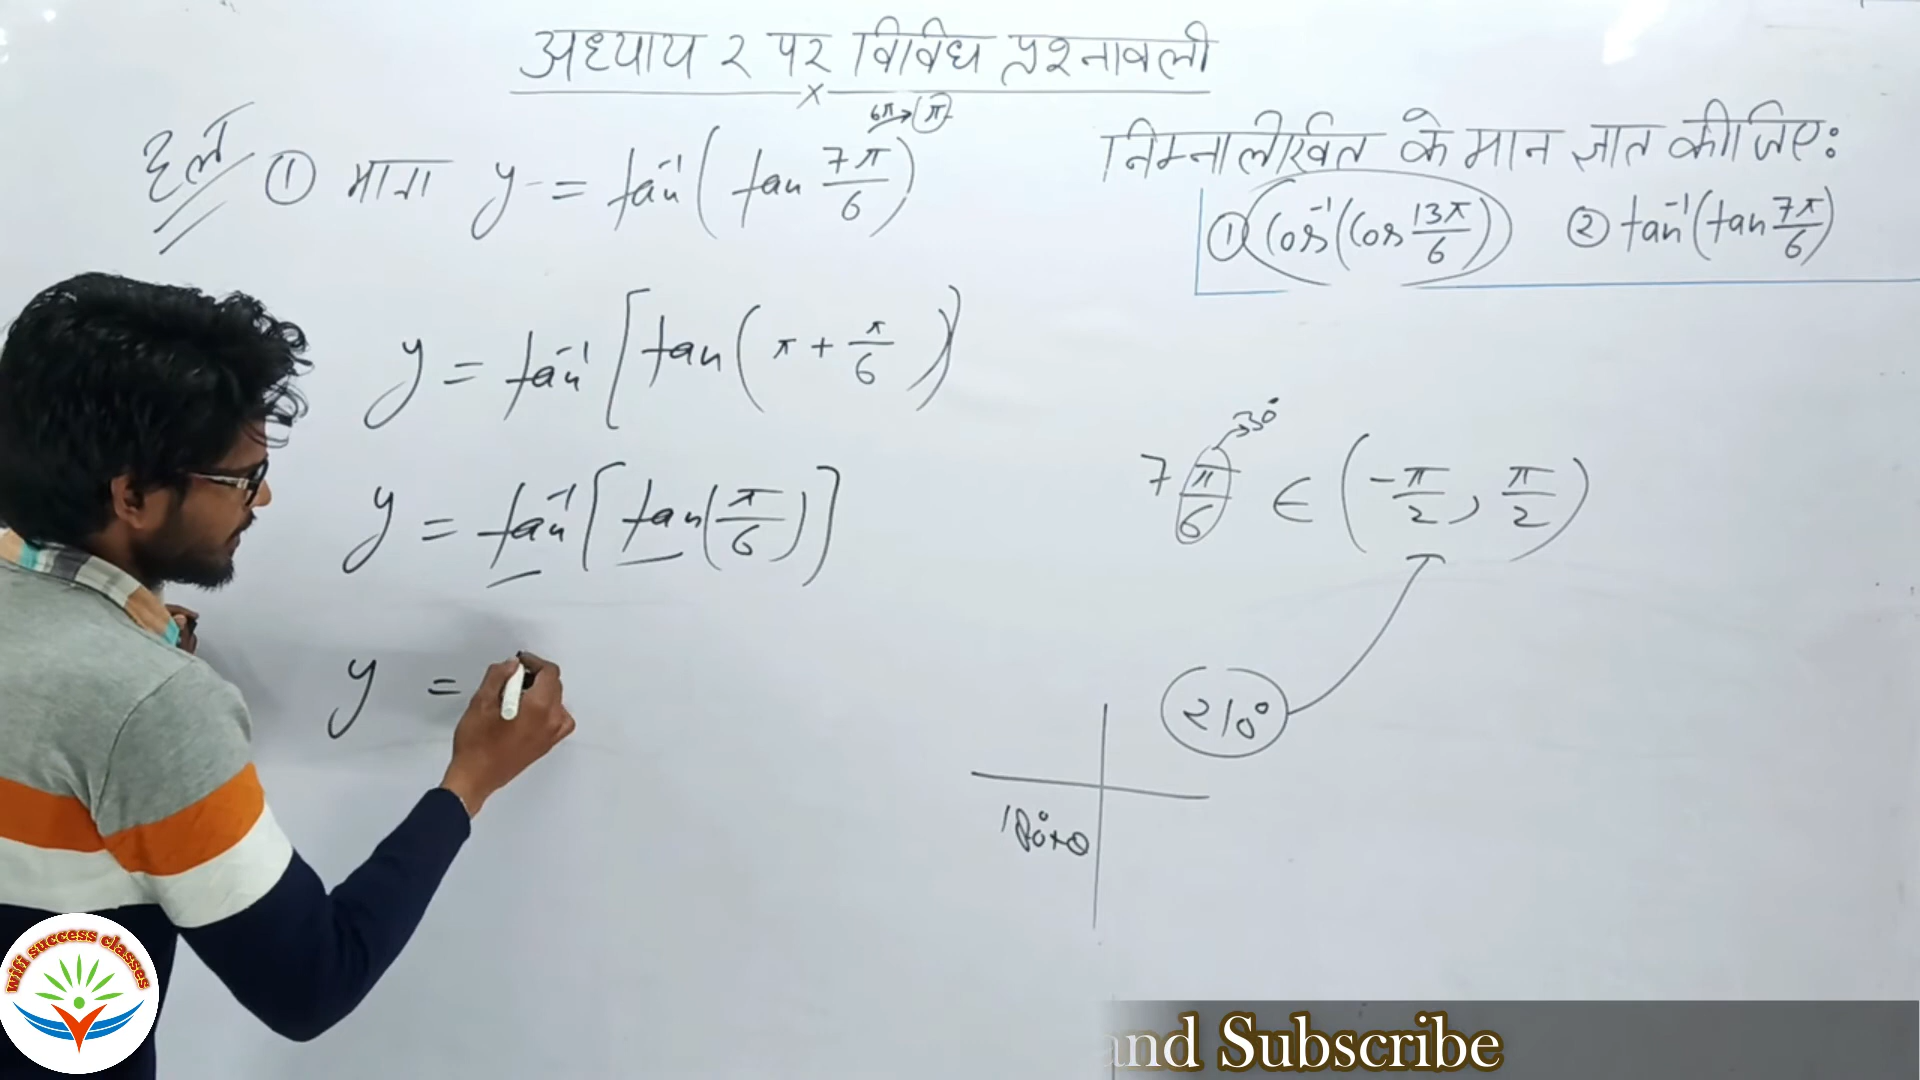 अध्याय २ पर विविध प्रश्नावली
निम्नलिखित के मान ज्ञात कीजिए:
① cos⁻¹(cos 13π/6) ② tan⁻¹(tan 7π/6)
हल ① माना y = tan⁻¹(tan 7π/6)
6π → π
y = tan⁻¹[tan(π + π/6)]
y = tan⁻¹[tan(π/6)]
y =
30°
7 π/6 ∈ (-π/2, π/2)
210°
180°+θ
wifi success classes
and Subscribe